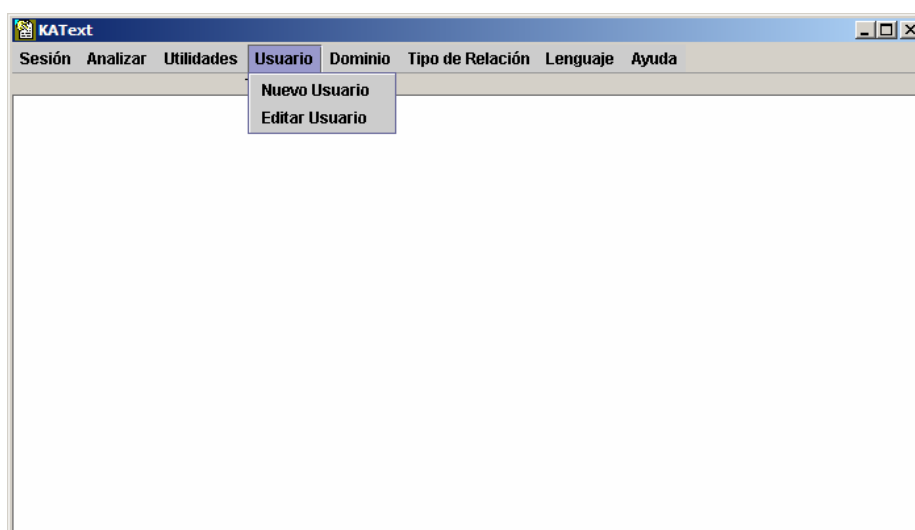 KAText
Sesión Analizar Utilidades Usuario Dominio Tipo de Relación Lenguaje Ayuda
Nuevo Usuario
Editar Usuario